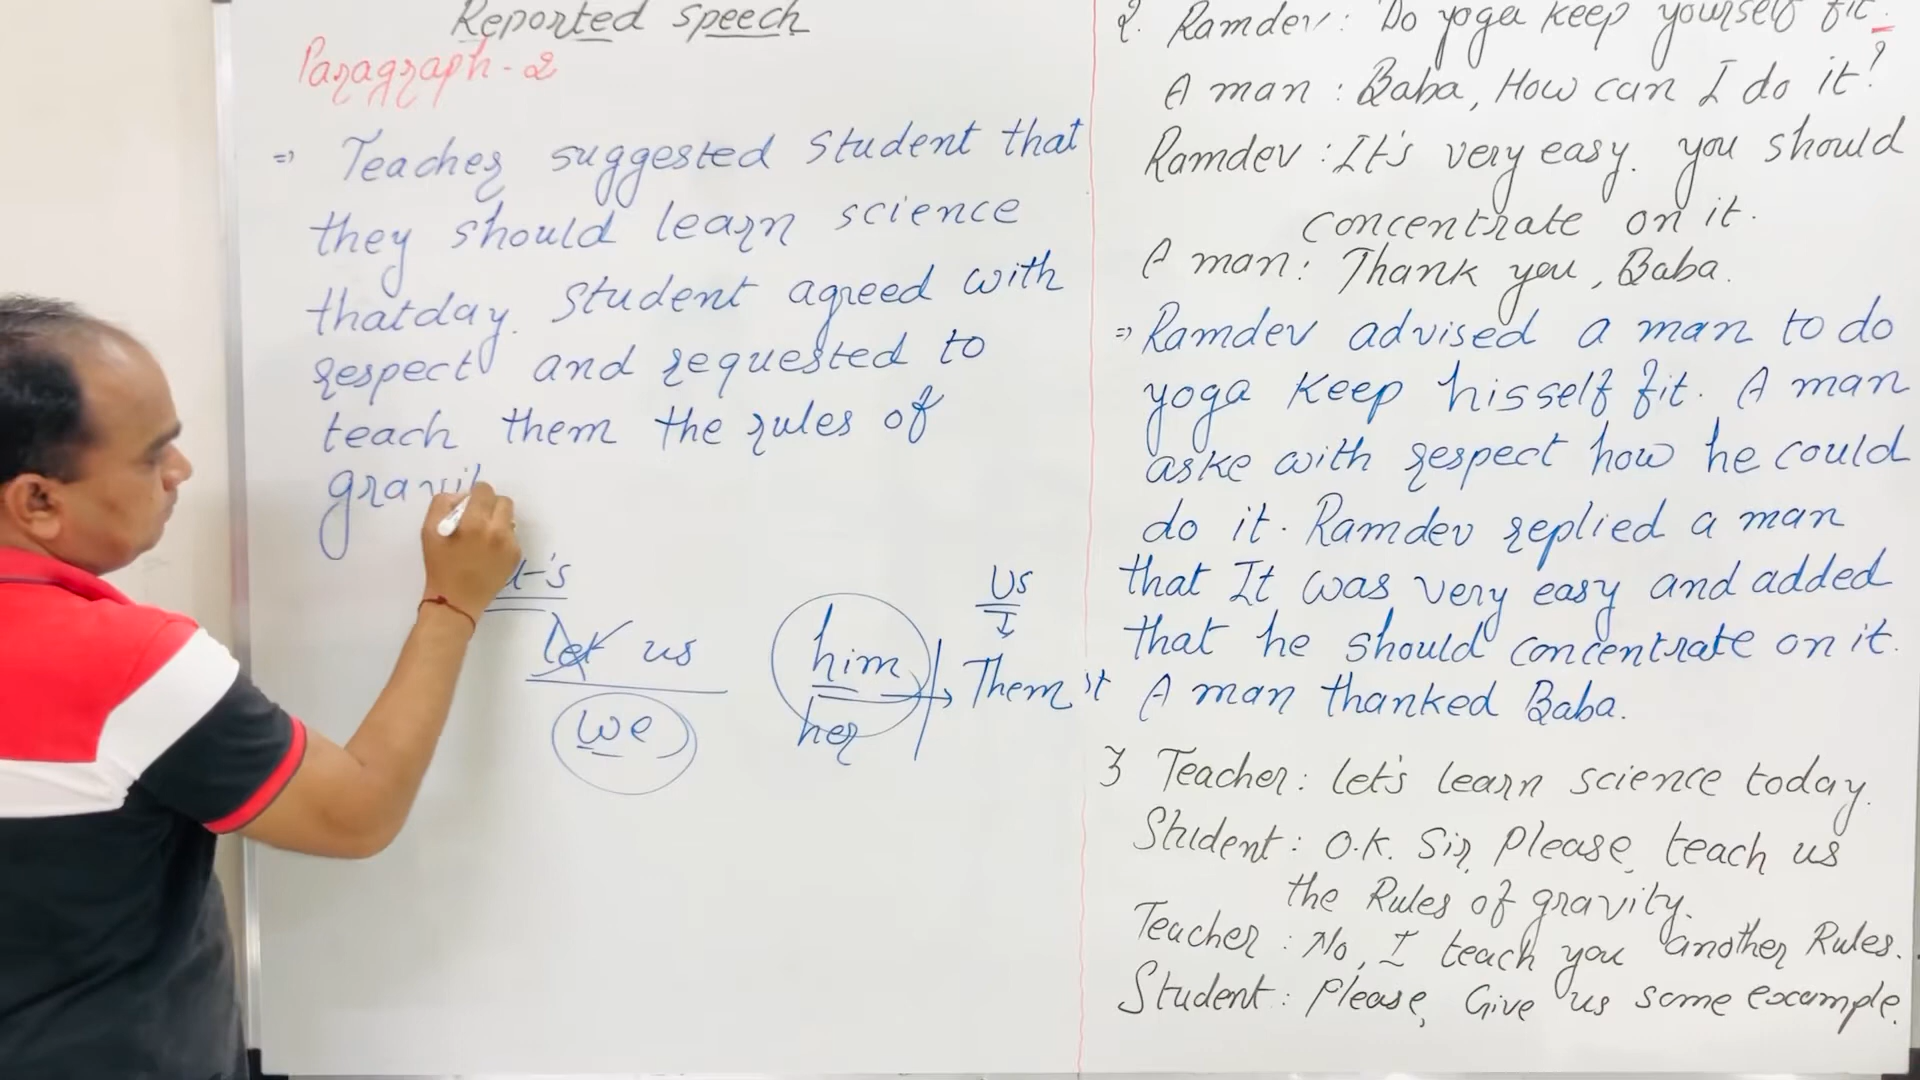 Reported speech
Paragraph-2
=> Teacher suggested student that
they should learn science
thatday. Student agreed with
respect and requested to
teach them the rules of
gravit
t's
let us
we
him
her
Us
Them
2. Ramdev: Do yoga keep yourself fit.
A man: Baba, How can I do it?
Ramdev: It's very easy. you should
concentrate on it.
A man: Thank you, Baba.
=> Ramdev advised a man to do
yoga keep hisself fit. A man
aske with respect how he could
do it. Ramdev replied a man
that It was very easy and added
that he should concentrate on it.
A man thanked Baba.
3 Teacher: let's learn science today.
Student: O.K. Sir, Please, teach us
the Rules of gravity.
Teacher: No, I teach you another Rules.
Student: Please, Give us some example.